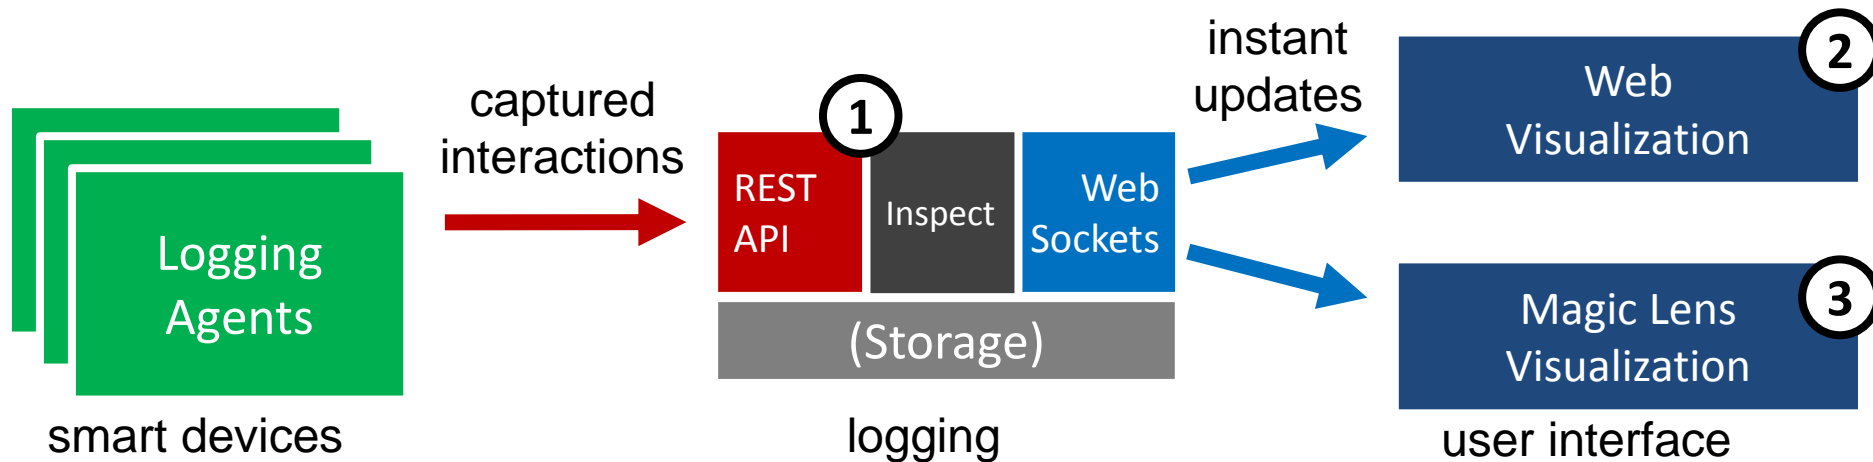 Logging
Agents
smart devices
captured
interactions
1
REST
API
Inspect
Web
Sockets
(Storage)
logging
instant
updates
2
Web
Visualization
3
Magic Lens
Visualization
user interface